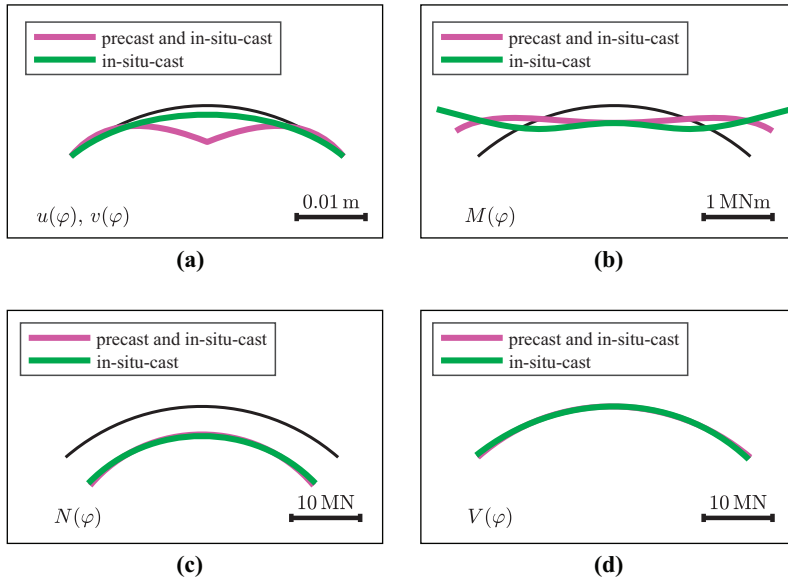 precast and in-situ-cast
in-situ-cast
0.01 m
u(φ), v(φ)
(a)
precast and in-situ-cast
in-situ-cast
1 MNm
M(φ)
(b)
precast and in-situ-cast
in-situ-cast
10 MN
N(φ)
(c)
precast and in-situ-cast
in-situ-cast
10 MN
V(φ)
(d)